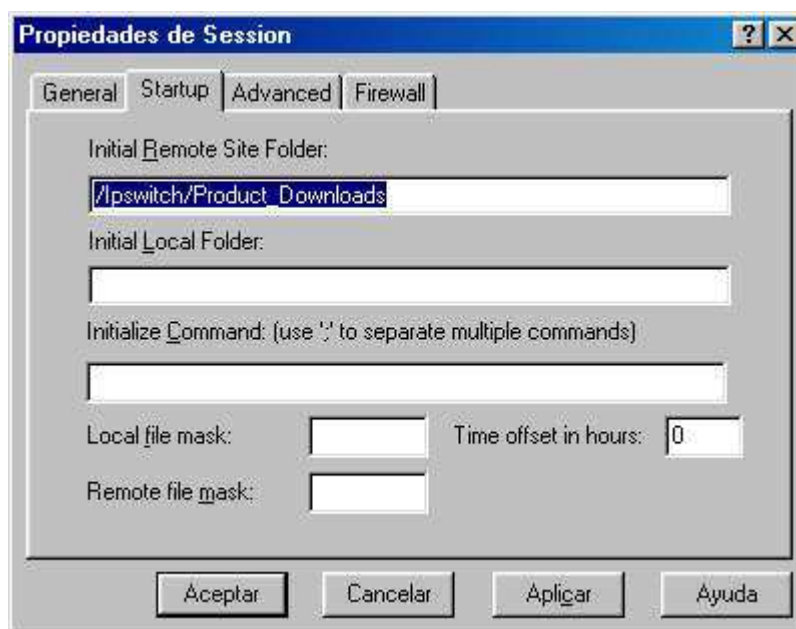 Propiedades de Session
General Startup Advanced Firewall
Initial Remote Site Folder:
/Ipswitch/Product_Downloads
Initial Local Folder:
Initialize Command: (use ';' to separate multiple commands)
Local file mask: Time offset in hours: 0
Remote file mask:
Aceptar Cancelar Aplicar Ayuda